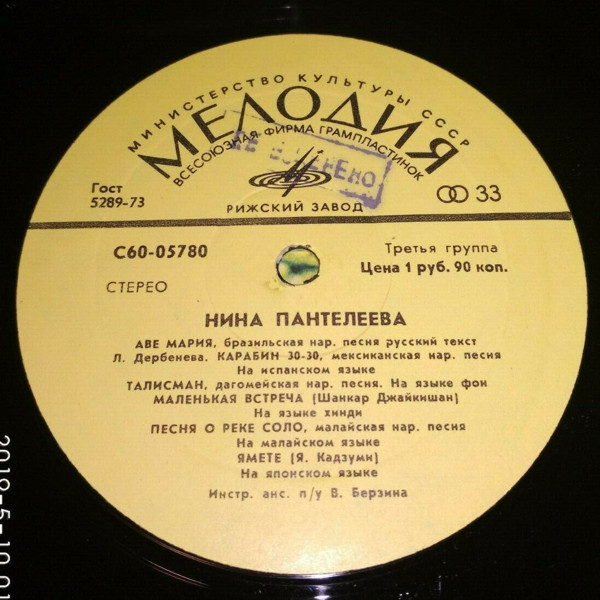 МИНИСТЕРСТВО КУЛЬТУРЫ СССР
МЕЛОДИЯ
ВСЕСОЮЗНАЯ ФИРМА ГРАМПЛАСТИНОК
РИЖСКИЙ ЗАВОД
Гост
5289-73
33
С60-05780
СТЕРЕО
Третья группа
Цена 1 руб. 90 коп.
НИНА ПАНТЕЛЕЕВА
АВЕ МАРИЯ, бразильская нар. песня русский текст
Л. Дербенева. КАРАБИН 30-30, мексиканская нар. песня
На испанском языке
ТАЛИСМАН, дагомейская нар. песня. На языке фон
МАЛЕНЬКАЯ ВСТРЕЧА (Шанкар Джайкишан)
На языке хинди
ПЕСНЯ О РЕКЕ СОЛО, малайская нар. песня
На малайском языке
ЯМЕТЕ (Я. Кадзуми)
На японском языке
Инстр. анс. п/у В. Берзина